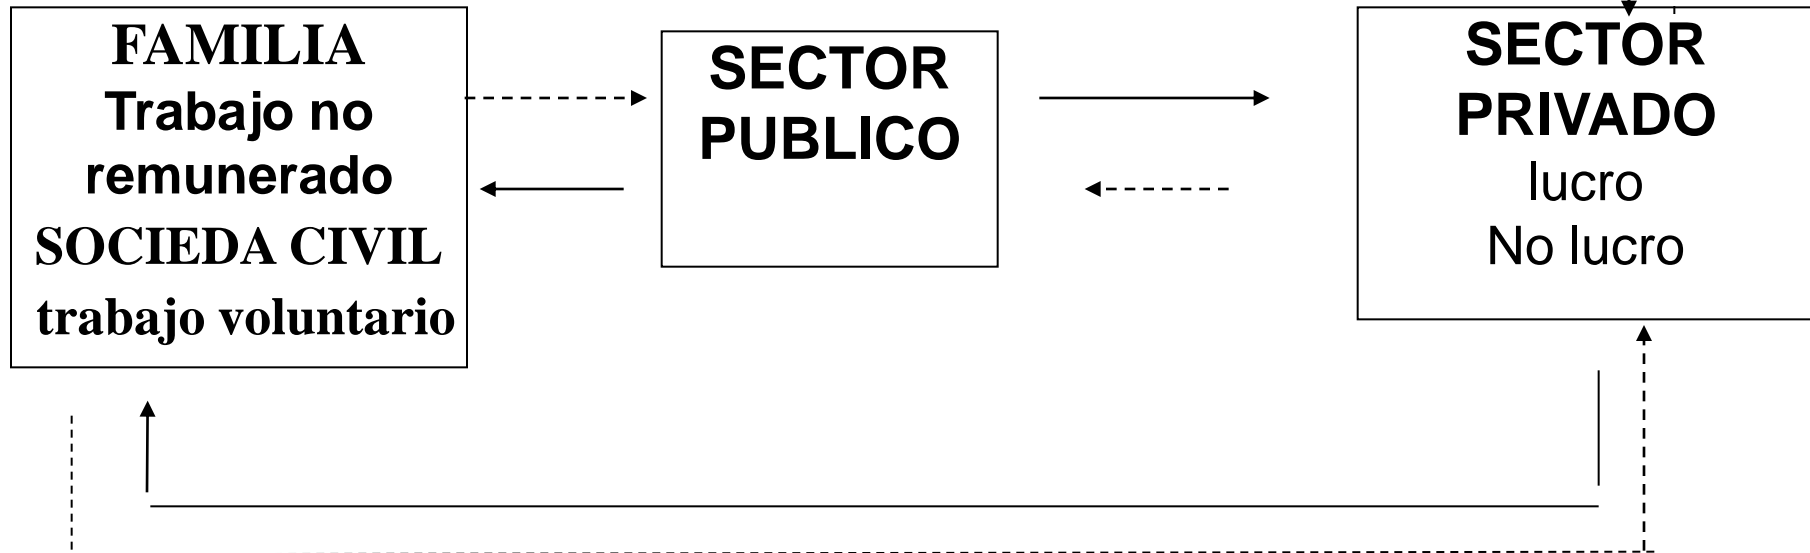 FAMILIA
Trabajo no
remunerado
SOCIEDA CIVIL
trabajo voluntario
SECTOR
PUBLICO
SECTOR
PRIVADO
lucro
No lucro